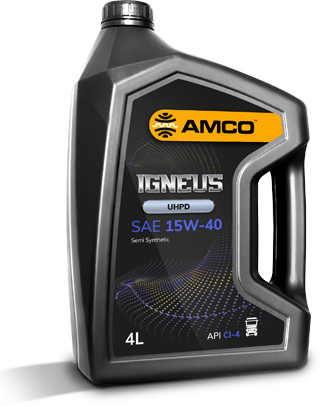 AMCO
IGNEUS
UHPD
SAE 15W-40
Semi Synthetic
4L
API CI-4